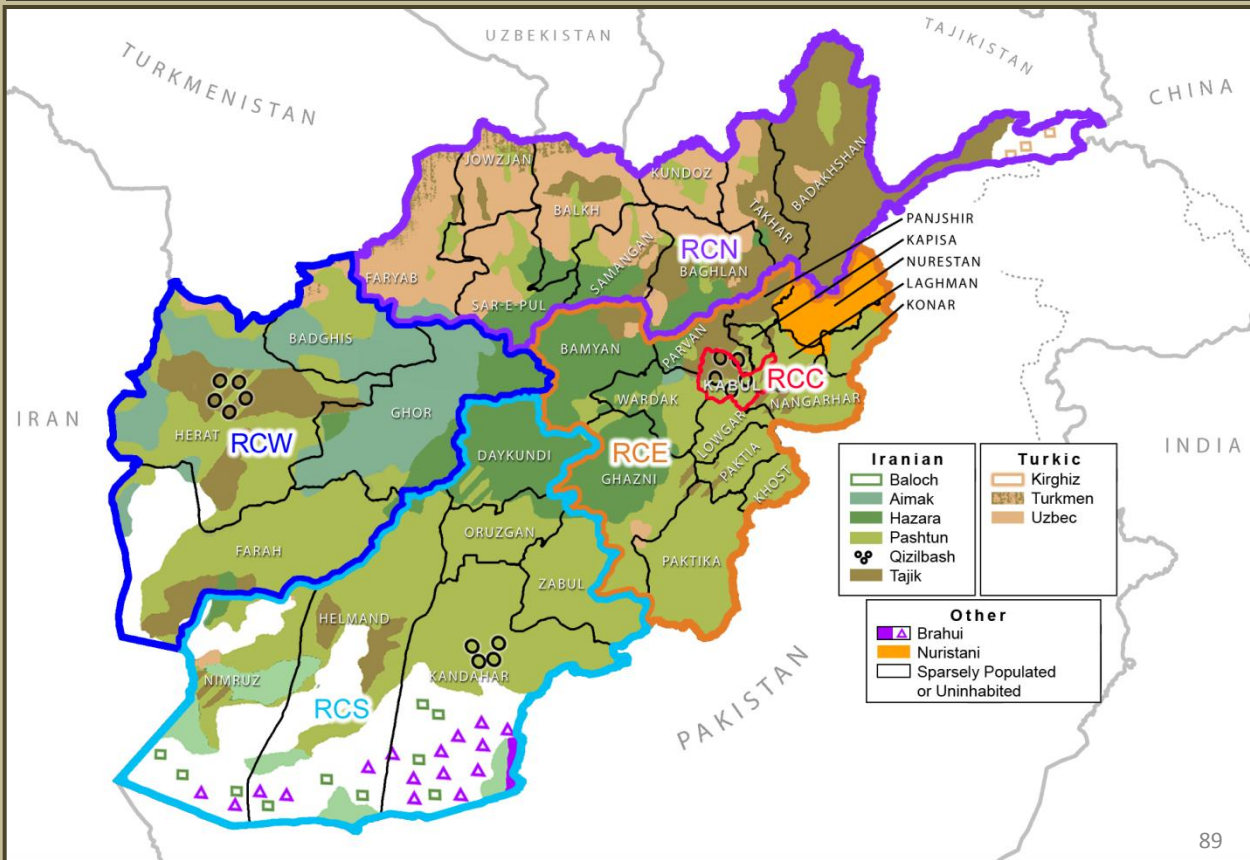 UZBEKISTAN
TAJIKISTAN
TURKMENISTAN
CHINA
JOWZJAN
KUNDOZ
BADAKHSHAN
BALKH
TAKHAR
PANJSHIR
KAPISA
SAMANGAN
RCN
NURESTAN
BAGHLAN
FARYAB
LAGHMAN
SAR-E-PUL
KONAR
BADGHIS
BAMYAN
PARVAN
KABUL
RCC
WARDAK
NANGARHAR
GHOR
IRAN
HERAT
RCW
LOWGAR
INDIA
DAYKUNDI
RCE
PAKTIA
GHAZNI
KHOST
ORUZGAN
FARAH
PAKTIKA
ZABUL
HELMAND
NIMRUZ
KANDAHAR
RCS
PAKISTAN
Iranian
Baloch
Aimak
Hazara
Pashtun
Qizilbash
Tajik
Turkic
Kirghiz
Turkmen
Uzbec
Other
Brahui
Nuristani
Sparsely Populated
or Uninhabited
89